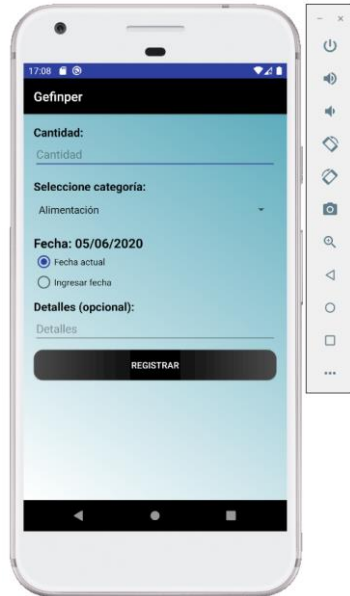 17:08
Gefinper
Cantidad:
Cantidad
Seleccione categoría:
Alimentación
Fecha: 05/06/2020
Fecha actual
Ingresar fecha
Detalles (opcional):
Detalles
REGISTRAR